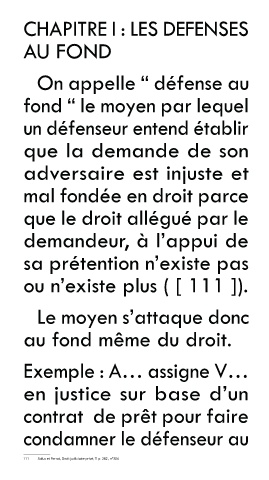 CHAPITRE I : LES DEFENSES
AU FOND
On appelle “ défense au
fond “ le moyen par lequel
un défenseur entend établir
que la demande de son
adversaire est injuste et
mal fondée en droit parce
que le droit allégué par le
demandeur, à l’appui de
sa prétention n’existe pas
ou n’existe plus ( [ 111 ]).
Le moyen s’attaque donc
au fond même du droit.
Exemple : A… assigne V…
en justice sur base d’un
contrat de prêt pour faire
condamner le défenseur au
111